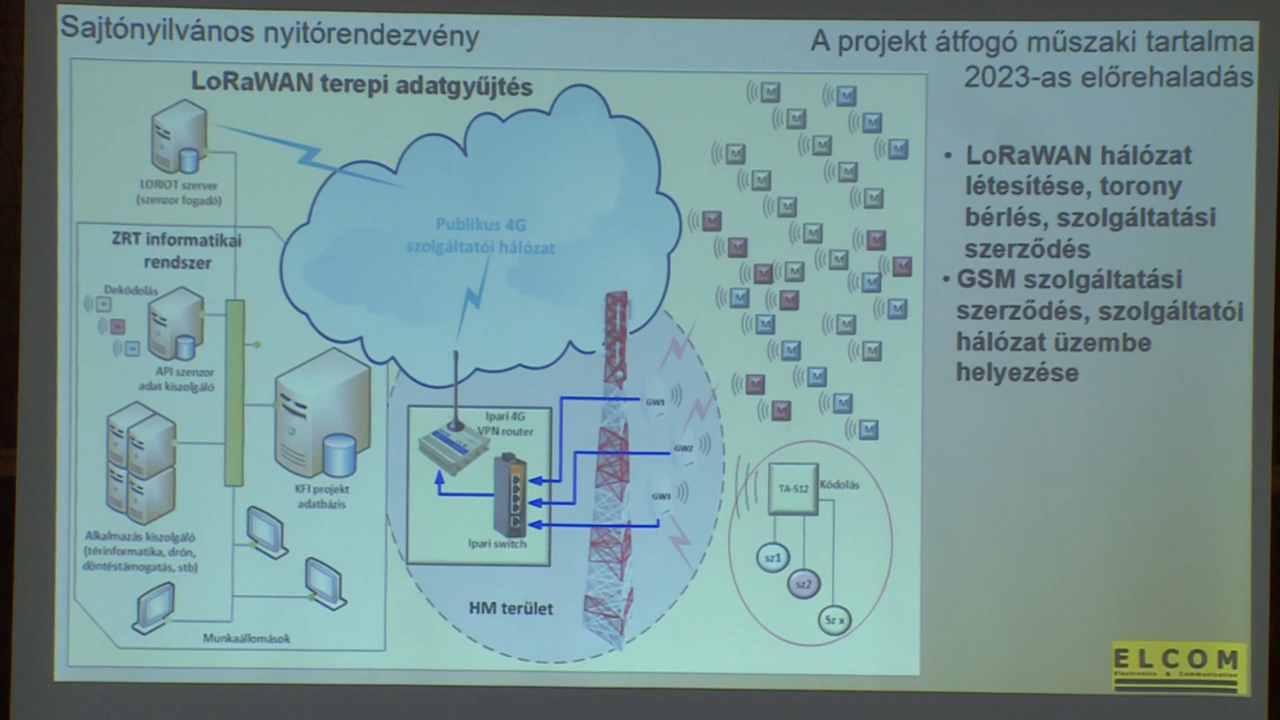 Sajtónyilvános nyitórendezvény
A projekt átfogó műszaki tartalma
2023-as előrehaladás
LoRaWAN terepi adatgyűjtés
LORIOT szerver
(szenzor fogadó)
Publikus 4G
szolgáltatói hálózat
ZRT informatikai
rendszer
Dekódolás
API szenzor
adat kiszolgáló
KFI projekt
adatbázis
Alkalmazás kiszolgáló
(térinformatika, drón,
döntéstámogatás, stb)
Munkaállomások
Ipari 4G
VPN router
Ipari switch
HM terület
GW1
GW2
GW3
M M
M M
M M
M M
M M
M M
M M
M M
M M M
M M M
M M
M M
M M
M M
M M
M
TA-S12
Kódolás
sz1
sz2
Sz x
• LoRaWAN hálózat
létesítése, torony
bérlés, szolgáltatási
szerződés
• GSM szolgáltatási
szerződés, szolgáltatói
hálózat üzembe
helyezése
ELCOM
Electronics & Communication